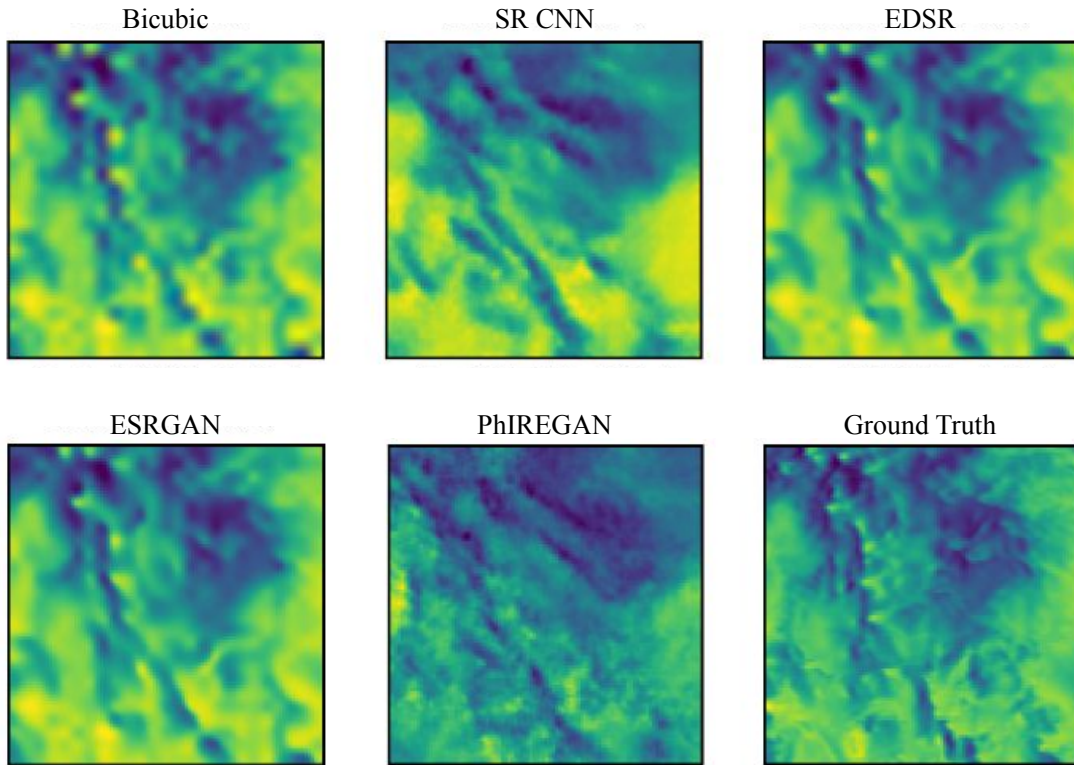 Bicubic
SR CNN
EDSR
ESRGAN
PhIREGAN
Ground Truth